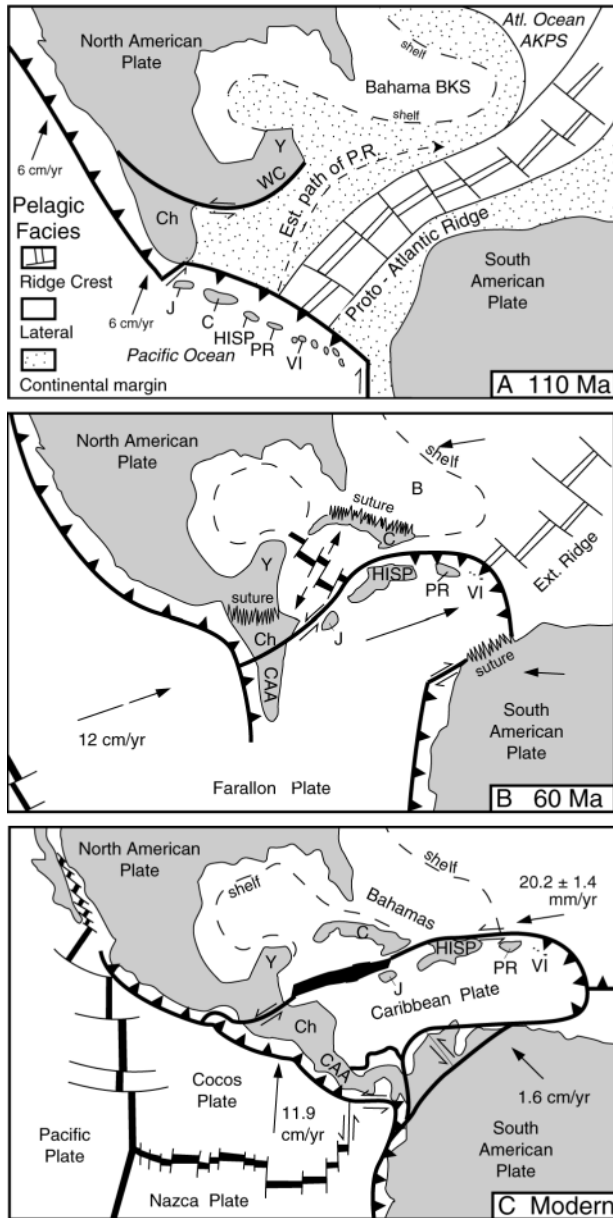 North American
Plate
Atl. Ocean
AKPS
shelf
Bahama BKS
shelf
Y
WC
Est. path of P.R.
6 cm/yr
Ch
Pelagic
Facies
Ridge Crest
Lateral
Continental margin
6 cm/yr
J
C
HISP
PR
VI
Pacific Ocean
Proto - Atlantic Ridge
South
American
Plate
A 110 Ma
North American
Plate
shelf
B
suture
C
Y
suture
Ch
CAA
HISP
PR
VI
J
Ext. Ridge
suture
12 cm/yr
South
American
Plate
Farallon Plate
B 60 Ma
North American
Plate
shelf
shelf
Bahamas
20.2 ± 1.4
mm/yr
C
Y
HISP
PR
VI
J
Caribbean Plate
Ch
CAA
Cocos
Plate
11.9
cm/yr
1.6 cm/yr
Pacific
Plate
South
American
Plate
Nazca Plate
C Modern